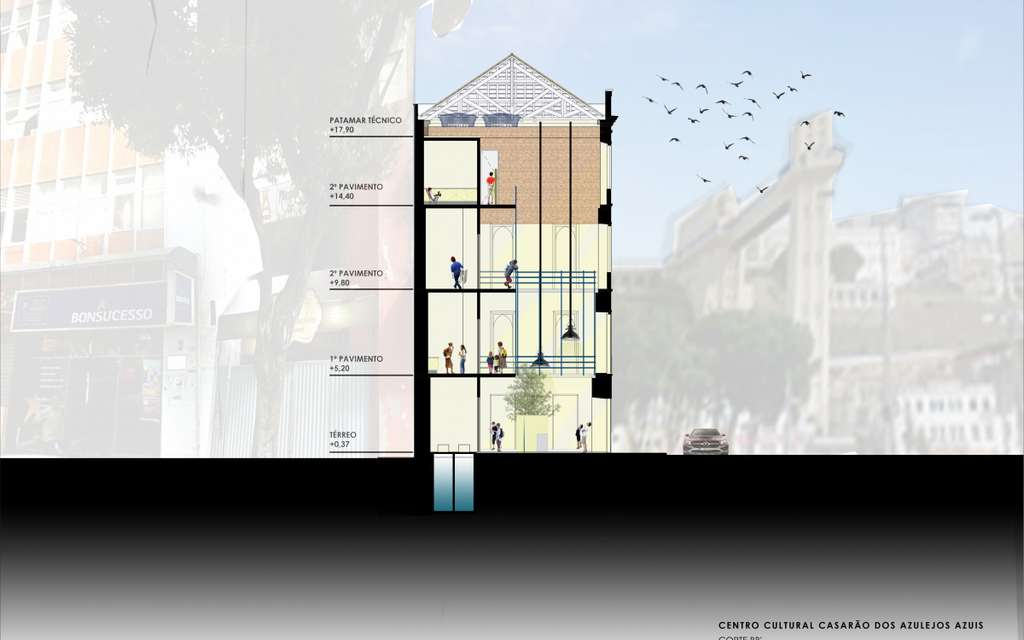 PATAMAR TÉCNICO
+17,90
2º PAVIMENTO
+14,40
2º PAVIMENTO
+9,80
1º PAVIMENTO
+5,20
TÉRREO
+0,37
BONSUCESSO
CENTRO CULTURAL CASARÃO DOS AZULEJOS AZUIS
CORTE BB'